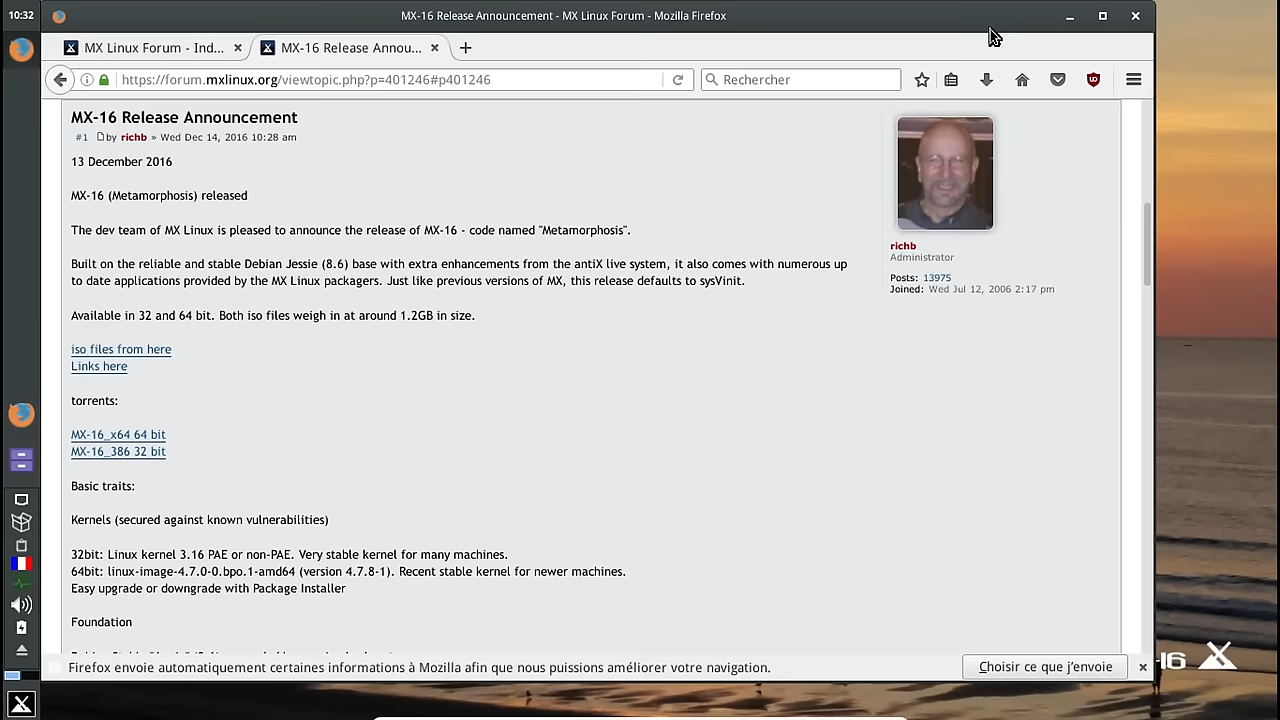 10:32
MX-16 Release Announcement - MX Linux Forum - Mozilla Firefox
MX Linux Forum - Ind...
MX-16 Release Annou...
https://forum.mxlinux.org/viewtopic.php?p=401246#p401246
Rechercher
MX-16 Release Announcement
#1 by richb » Wed Dec 14, 2016 10:28 am
13 December 2016
MX-16 (Metamorphosis) released
The dev team of MX Linux is pleased to announce the release of MX-16 - code named "Metamorphosis".
Built on the reliable and stable Debian Jessie (8.6) base with extra enhancements from the antiX live system, it also comes with numerous up
to date applications provided by the MX Linux packagers. Just like previous versions of MX, this release defaults to sysVinit.
Available in 32 and 64 bit. Both iso files weigh in at around 1.2GB in size.
iso files from here
Links here
torrents:
MX-16_x64 64 bit
MX-16_386 32 bit
Basic traits:
Kernels (secured against known vulnerabilities)
32bit: Linux kernel 3.16 PAE or non-PAE. Very stable kernel for many machines.
64bit: linux-image-4.7.0-0.bpo.1-amd64 (version 4.7.8-1). Recent stable kernel for newer machines.
Easy upgrade or downgrade with Package Installer
Foundation
richb
Administrator
Posts: 13975
Joined: Wed Jul 12, 2006 2:17 pm
Firefox envoie automatiquement certaines informations à Mozilla afin que nous puissions améliorer votre navigation.
Choisir ce que j'envoie
-16